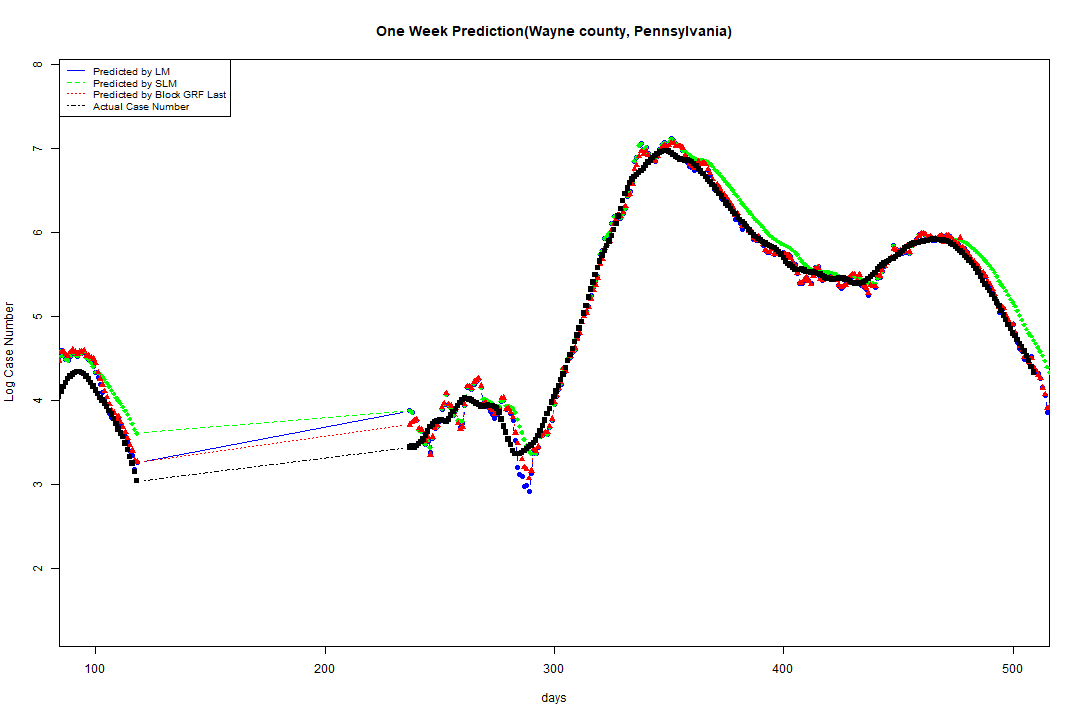 One Week Prediction(Wayne county, Pennsylvania)
Predicted by LM
Predicted by SLM
Predicted by Block GRF Last
Actual Case Number
8
7
6
5
4
3
2
Log Case Number
100 200 300 400 500
days